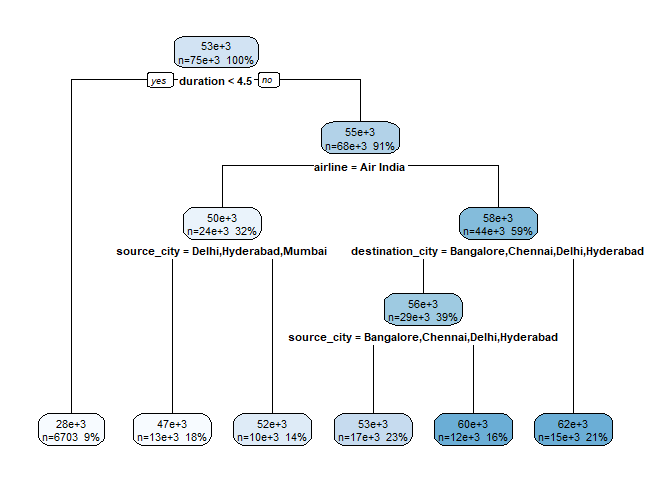 53e+3
n=75e+3 100%
yes duration < 4.5 no
55e+3
n=68e+3 91%
airline = Air India
50e+3
n=24e+3 32%
58e+3
n=44e+3 59%
source_city = Delhi,Hyderabad,Mumbai
destination_city = Bangalore,Chennai,Delhi,Hyderabad
56e+3
n=29e+3 39%
source_city = Bangalore,Chennai,Delhi,Hyderabad
28e+3
n=6703 9%
47e+3
n=13e+3 18%
52e+3
n=10e+3 14%
53e+3
n=17e+3 23%
60e+3
n=12e+3 16%
62e+3
n=15e+3 21%